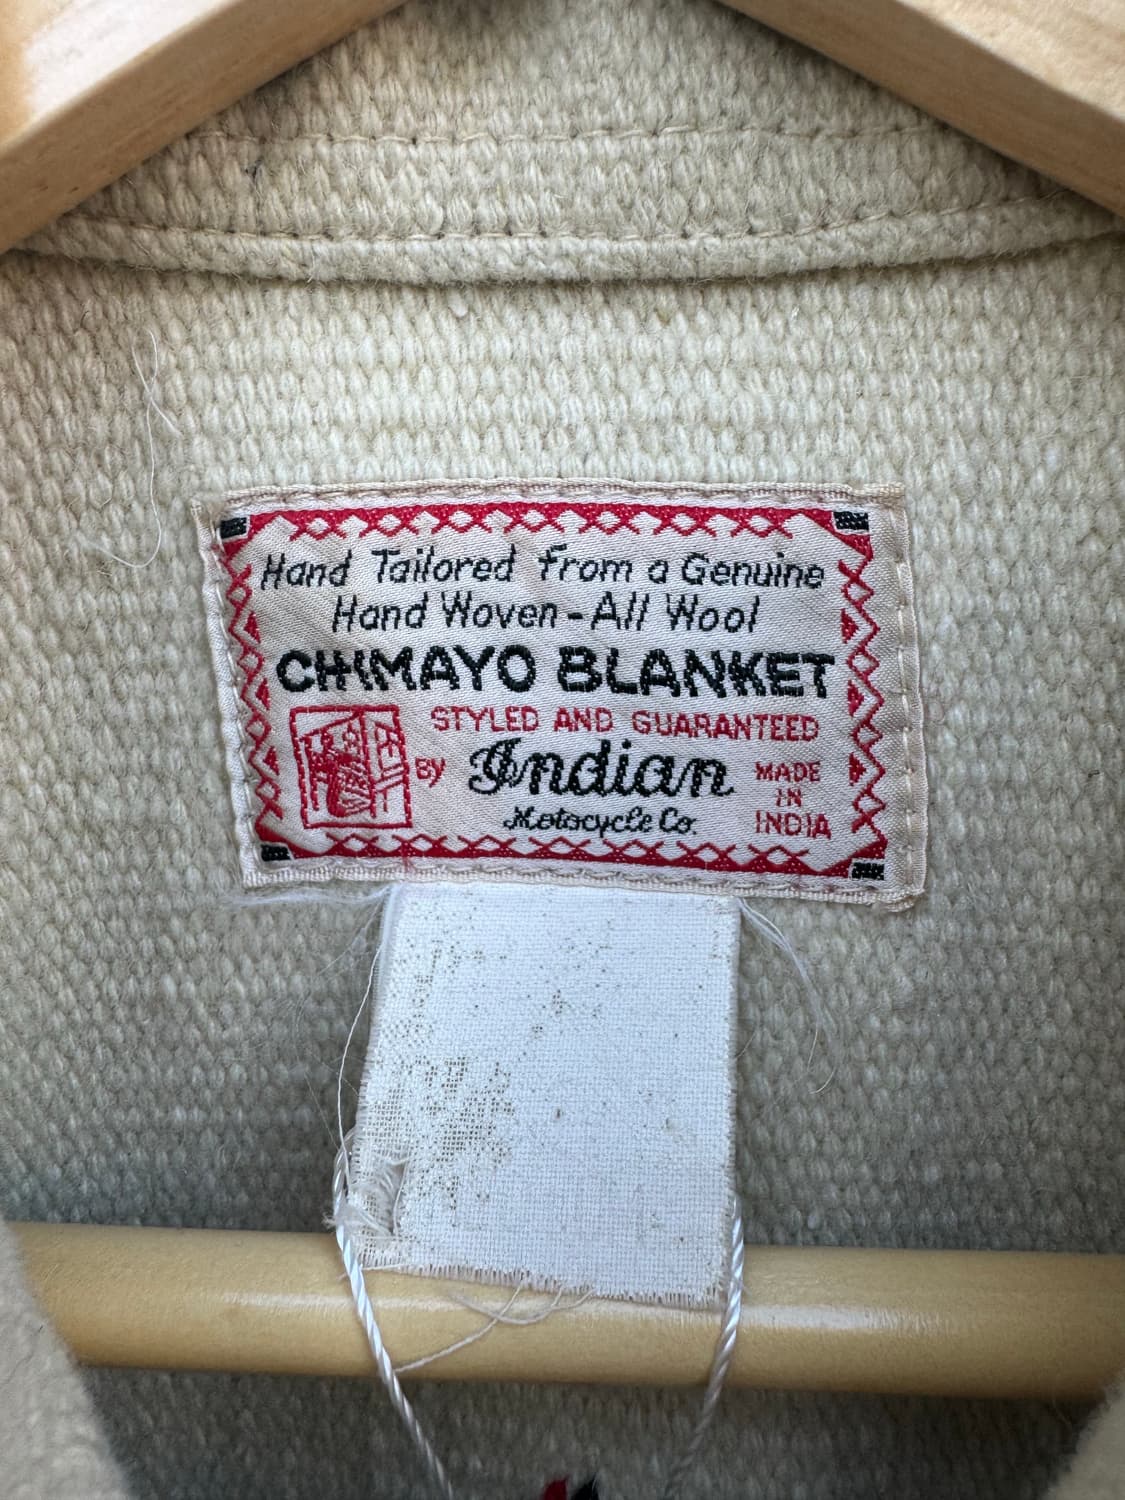 Hand Tailored from a Genuine
Hand Woven-All Wool
CHIMAYO BLANKET
STYLED AND GUARANTEED
By Indian
Motocycle Co.
MADE
IN
INDIA